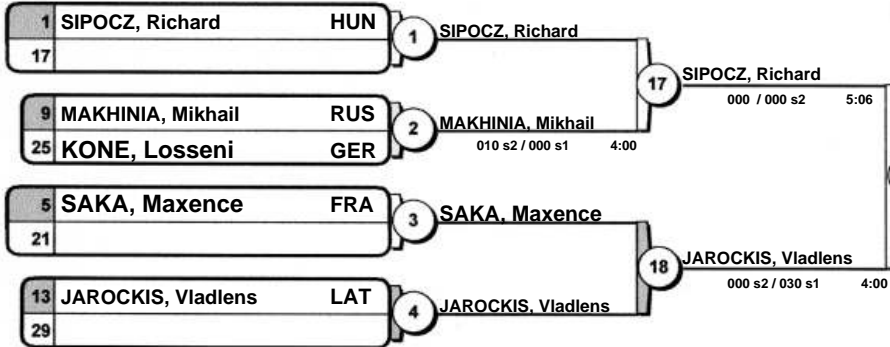 1 SIPOCZ, Richard HUN
17
1
SIPOCZ, Richard
9 MAKHINIA, Mikhail RUS
25 KONE, Losseni GER
2
MAKHINIA, Mikhail
010 s2 / 000 s1 4:00
17
SIPOCZ, Richard
000 / 000 s2 5:06
5 SAKA, Maxence FRA
21
3
SAKA, Maxence
13 JAROCKIS, Vladlens LAT
29
4
JAROCKIS, Vladlens
18
JAROCKIS, Vladlens
000 s2 / 030 s1 4:00